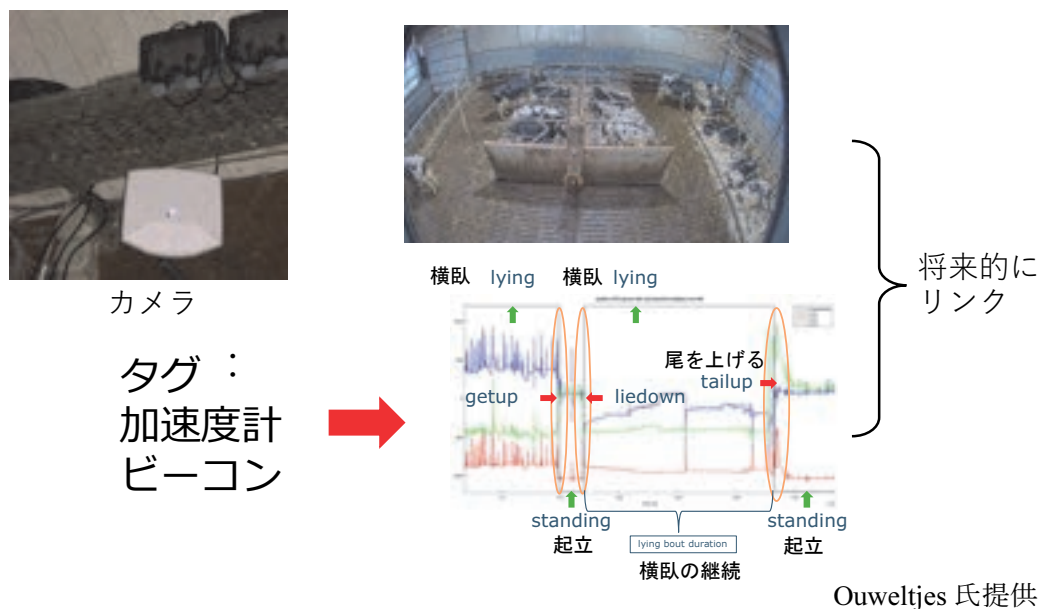 カメラ
タグ：
加速度計
ビーコン
横臥 lying 横臥 lying
尾を上げる
tailup
getup liedown
standing
起立
lying bout duration
横臥の継続
standing
起立
将来的に
リンク
Ouweltjes 氏提供